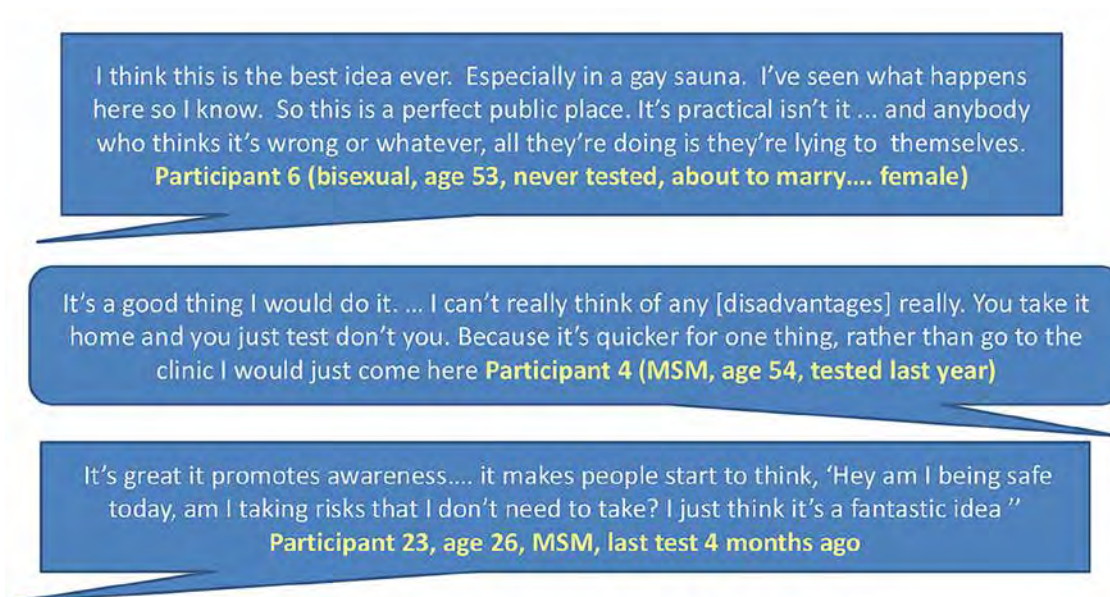 I think this is the best idea ever.  Especially in a gay sauna.  I've seen what happens
here so I know.  So this is a perfect public place. It's practical isn't it ... and anybody
who thinks it's wrong or whatever, all they're doing is they're lying to  themselves.
Participant 6 (bisexual, age 53, never tested, about to marry…. female)
It's a good thing I would do it. ... I can't really think of any [disadvantages] really. You take it
home and you just test don't you. Because it's quicker for one thing, rather than go to the
clinic I would just come here Participant 4 (MSM, age 54, tested last year)
It's great it promotes awareness…. it makes people start to think, 'Hey am I being safe
today, am I taking risks that I don't need to take? I just think it's a fantastic idea ''
Participant 23, age 26, MSM, last test 4 months ago